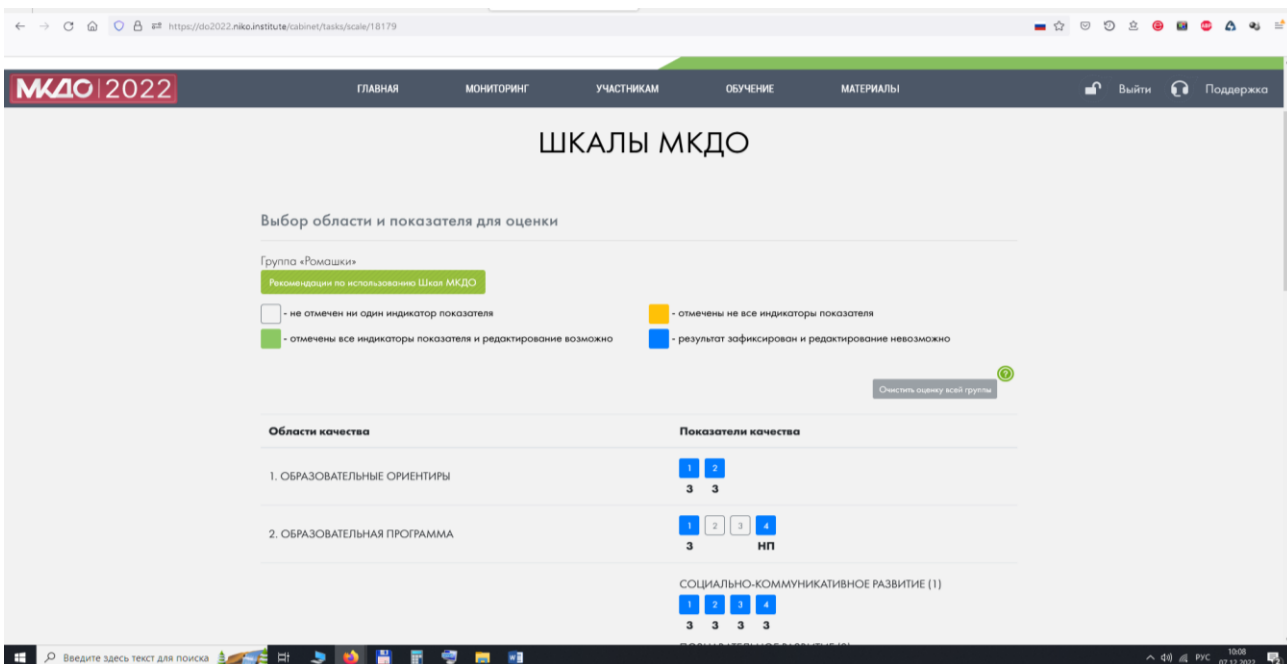 https://do2022.niko.institute/cabinet/tasks/scale/18179
МКДО 2022 ГЛАВНАЯ МОНИТОРИНГ УЧАСТНИКАМ ОБУЧЕНИЕ МАТЕРИАЛЫ Выйти Поддержка
ШКАЛЫ МКДО
Выбор области и показателя для оценки
Группа «Ромашки»
Рекомендации по использованию Шкал МКДО
- не отмечен ни один индикатор показателя - отмечены не все индикаторы показателя
- отмечены все индикаторы показателя и редактирование возможно - результат зафиксирован и редактирование невозможно
?
Очистить оценку всей группы
Области качества Показатели качества
1 2
1. ОБРАЗОВАТЕЛЬНЫЕ ОРИЕНТИРЫ
3 3
1 2 3 4
2. ОБРАЗОВАТЕЛЬНАЯ ПРОГРАММА
3 НП
СОЦИАЛЬНО-КОММУНИКАТИВНОЕ РАЗВИТИЕ (1)
1 2 3 4
3 3 3 3
Введите здесь текст для поиска РУС 10:08
07.12.2022